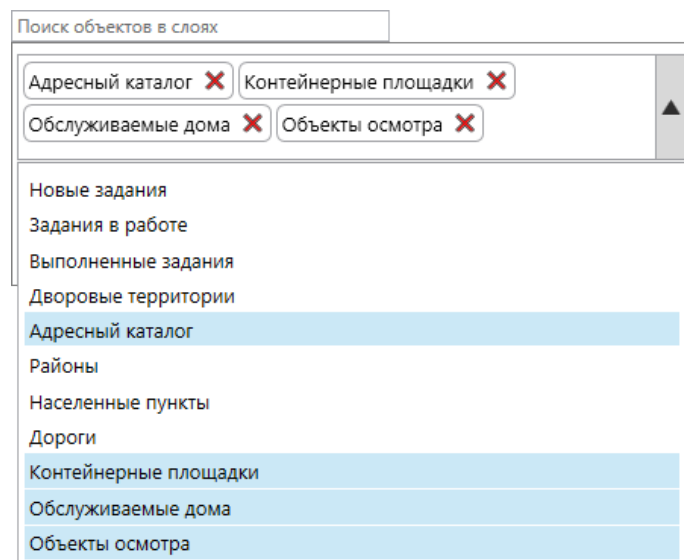 Поиск объектов в слоях
Адресный каталог Контейнерные площадки
Обслуживаемые дома Объекты осмотра
Новые задания
Задания в работе
Выполненные задания
Дворовые территории
Адресный каталог
Районы
Населенные пункты
Дороги
Контейнерные площадки
Обслуживаемые дома
Объекты осмотра